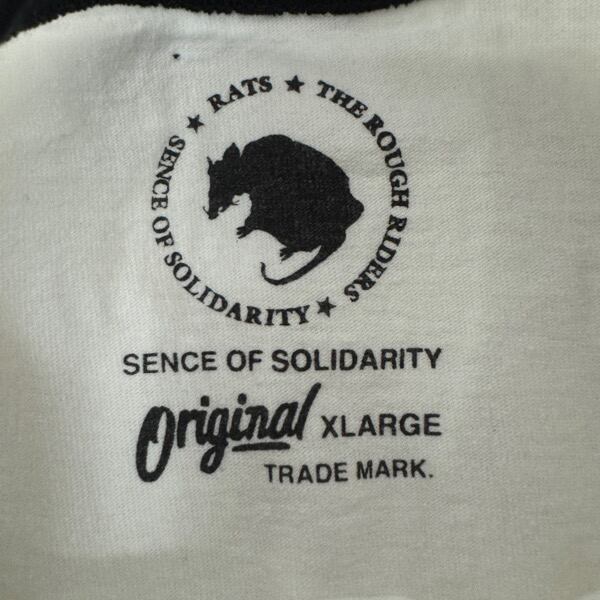 ★ RATS ★ THE ROUGH RIDERS ★ SENCE OF SOLIDARITY
SENCE OF SOLIDARITY
Original XLARGE
TRADE MARK.